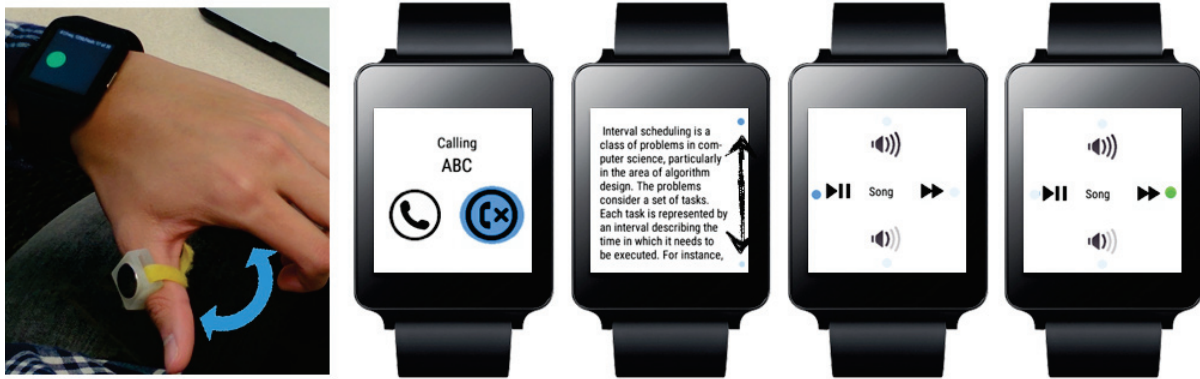 Calling
ABC
Interval scheduling is a
class of problems in com-
puter science, particularly
in the area of algorithm
design. The problems
consider a set of tasks.
Each task is represented by
an interval describing the
time in which it needs to
be executed. For instance,
Song
Song